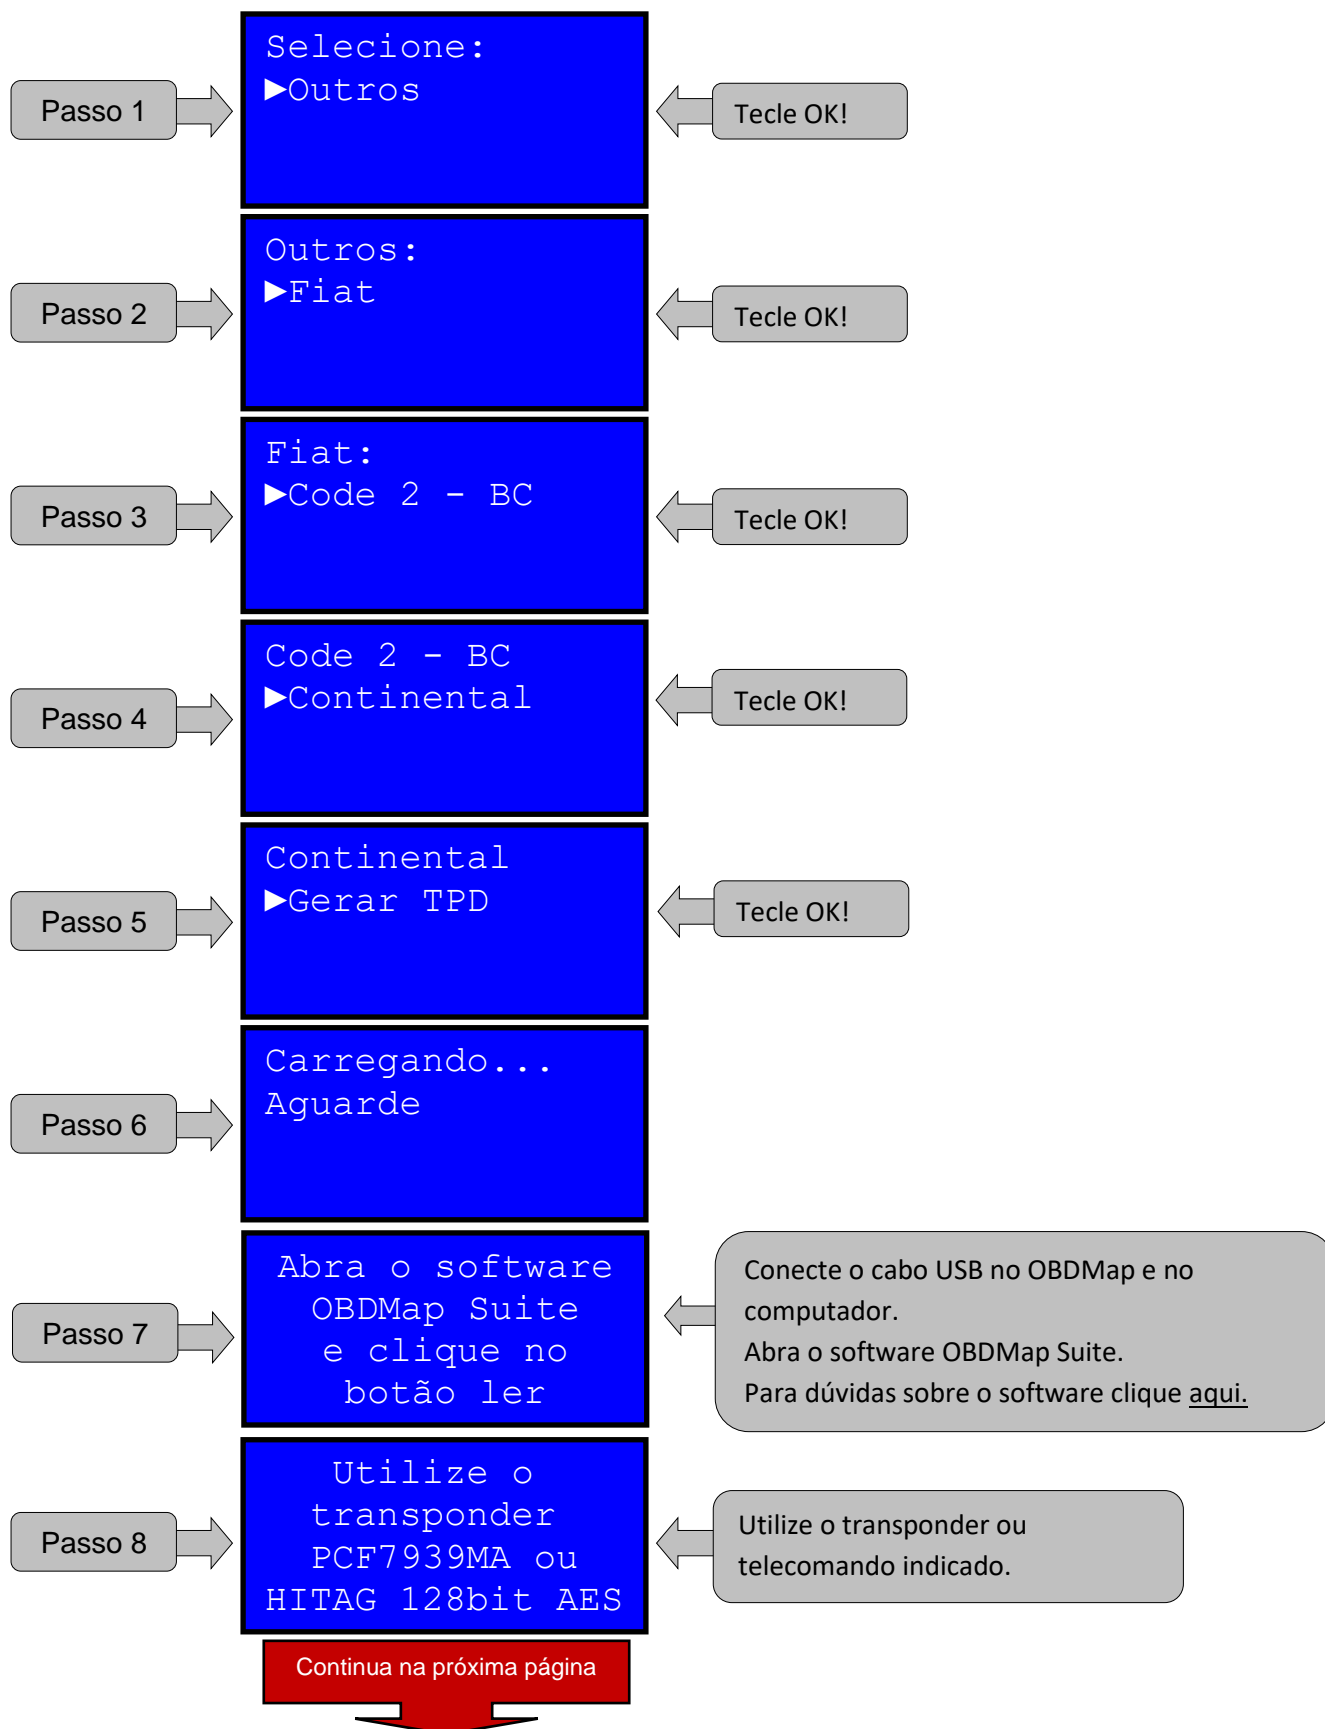 Passo 1
Selecione:
►Outros
Tecle OK!
Passo 2
Outros:
►Fiat
Tecle OK!
Passo 3
Fiat:
►Code 2 - BC
Tecle OK!
Passo 4
Code 2 - BC
►Continental
Tecle OK!
Passo 5
Continental
►Gerar TPD
Tecle OK!
Passo 6
Carregando...
Aguarde
Passo 7
Abra o software
OBDMap Suite
e clique no
botão ler
Conecte o cabo USB no OBDMap e no
computador.
Abra o software OBDMap Suite.
Para dúvidas sobre o software clique aqui.
Passo 8
Utilize o
transponder
PCF7939MA ou
HITAG 128bit AES
Utilize o transponder ou
telecomando indicado.
Continua na próxima página